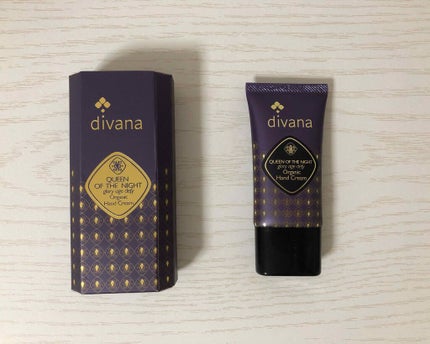 divana
QUEEN
OF THE NIGHT
glory age defy
Organic
Hand Cream
divana
QUEEN OF THE NIGHT
glory age defy
Organic
Hand Cream